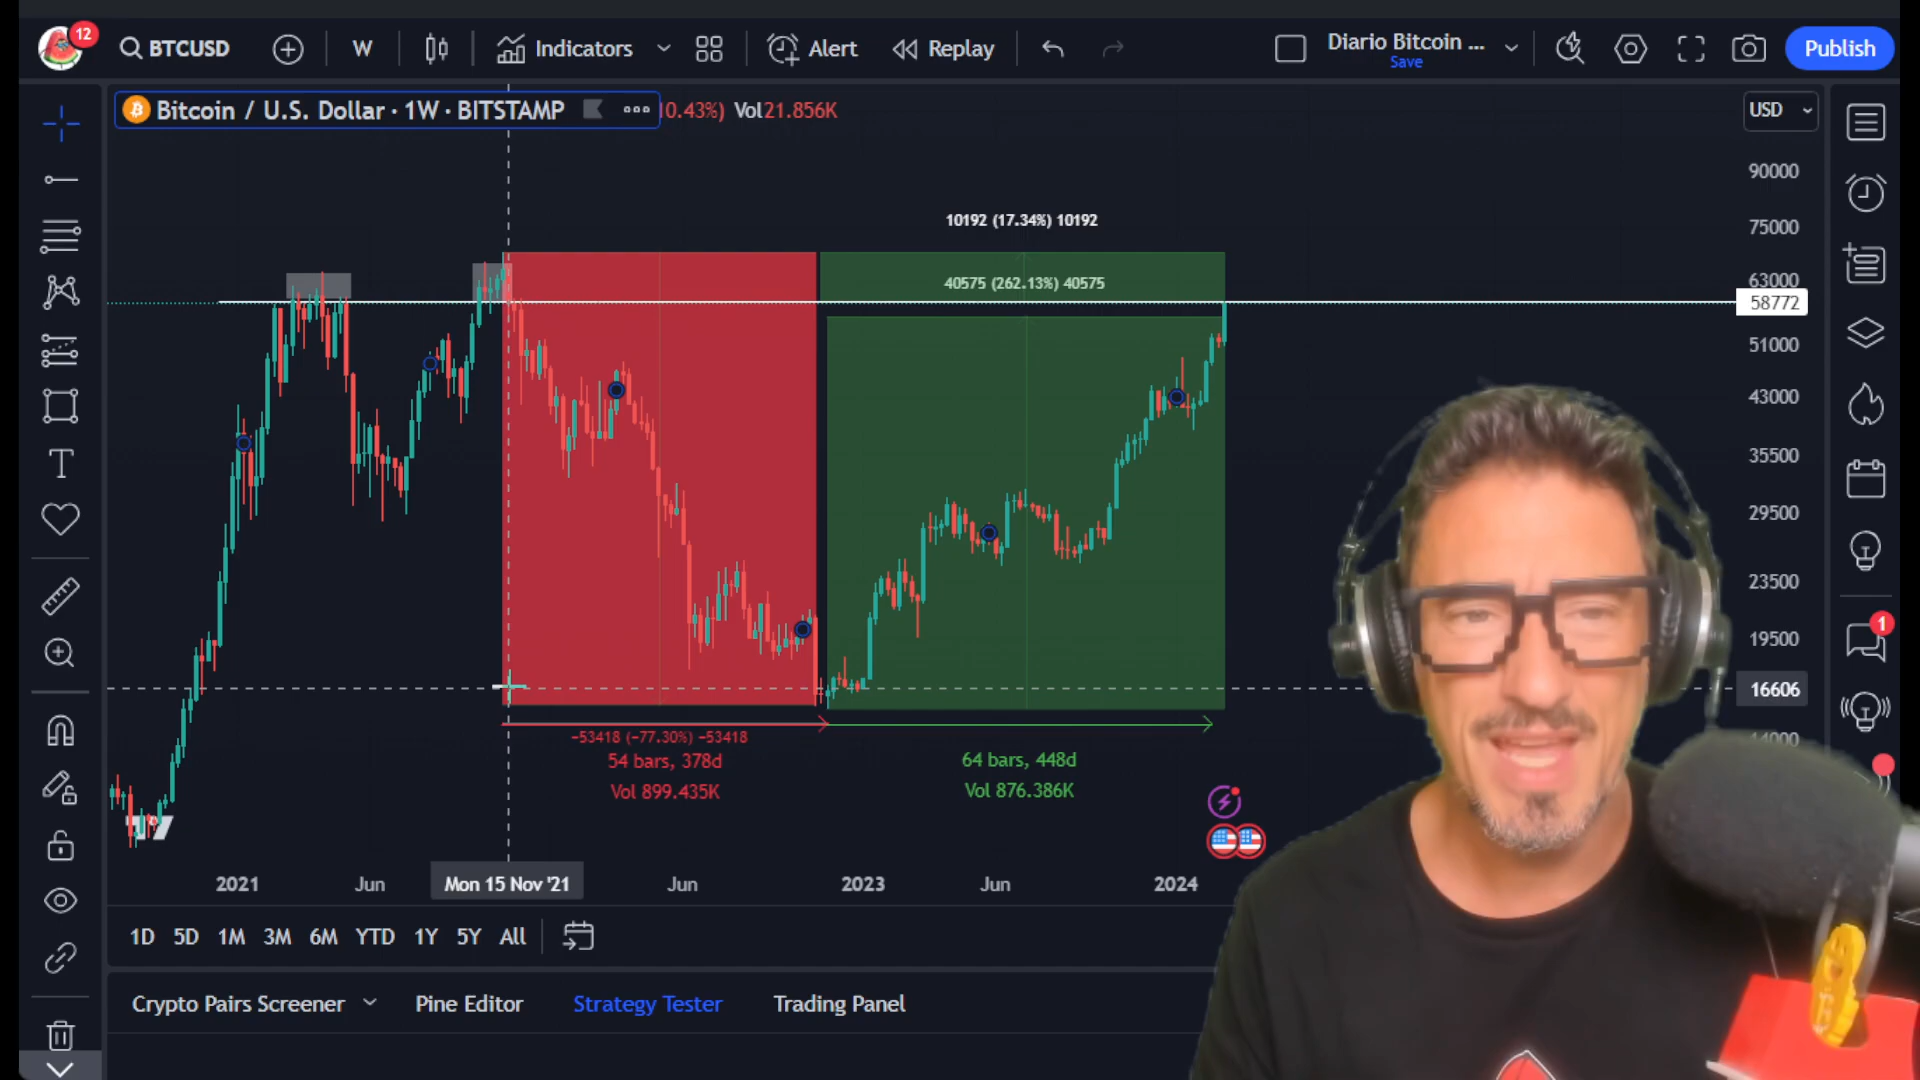 12
BTCUSD
W
Indicators
Alert
Replay
Diario Bitcoin ...
Save
Publish
Bitcoin / U.S. Dollar · 1W · BITSTAMP
0.43%) Vol21.856K
USD
90000
75000
63000
58772
51000
43000
35500
29500
23500
19500
16606
14000
10192 (17.34%) 10192
40575 (262.13%) 40575
−53418 (−77.30%) −53418
54 bars, 378d
Vol 899.435K
64 bars, 448d
Vol 876.386K
1
2021
Jun
Mon 15 Nov '21
Jun
2023
Jun
2024
1D 5D 1M 3M 6M YTD 1Y 5Y All
Crypto Pairs Screener
Pine Editor
Strategy Tester
Trading Panel